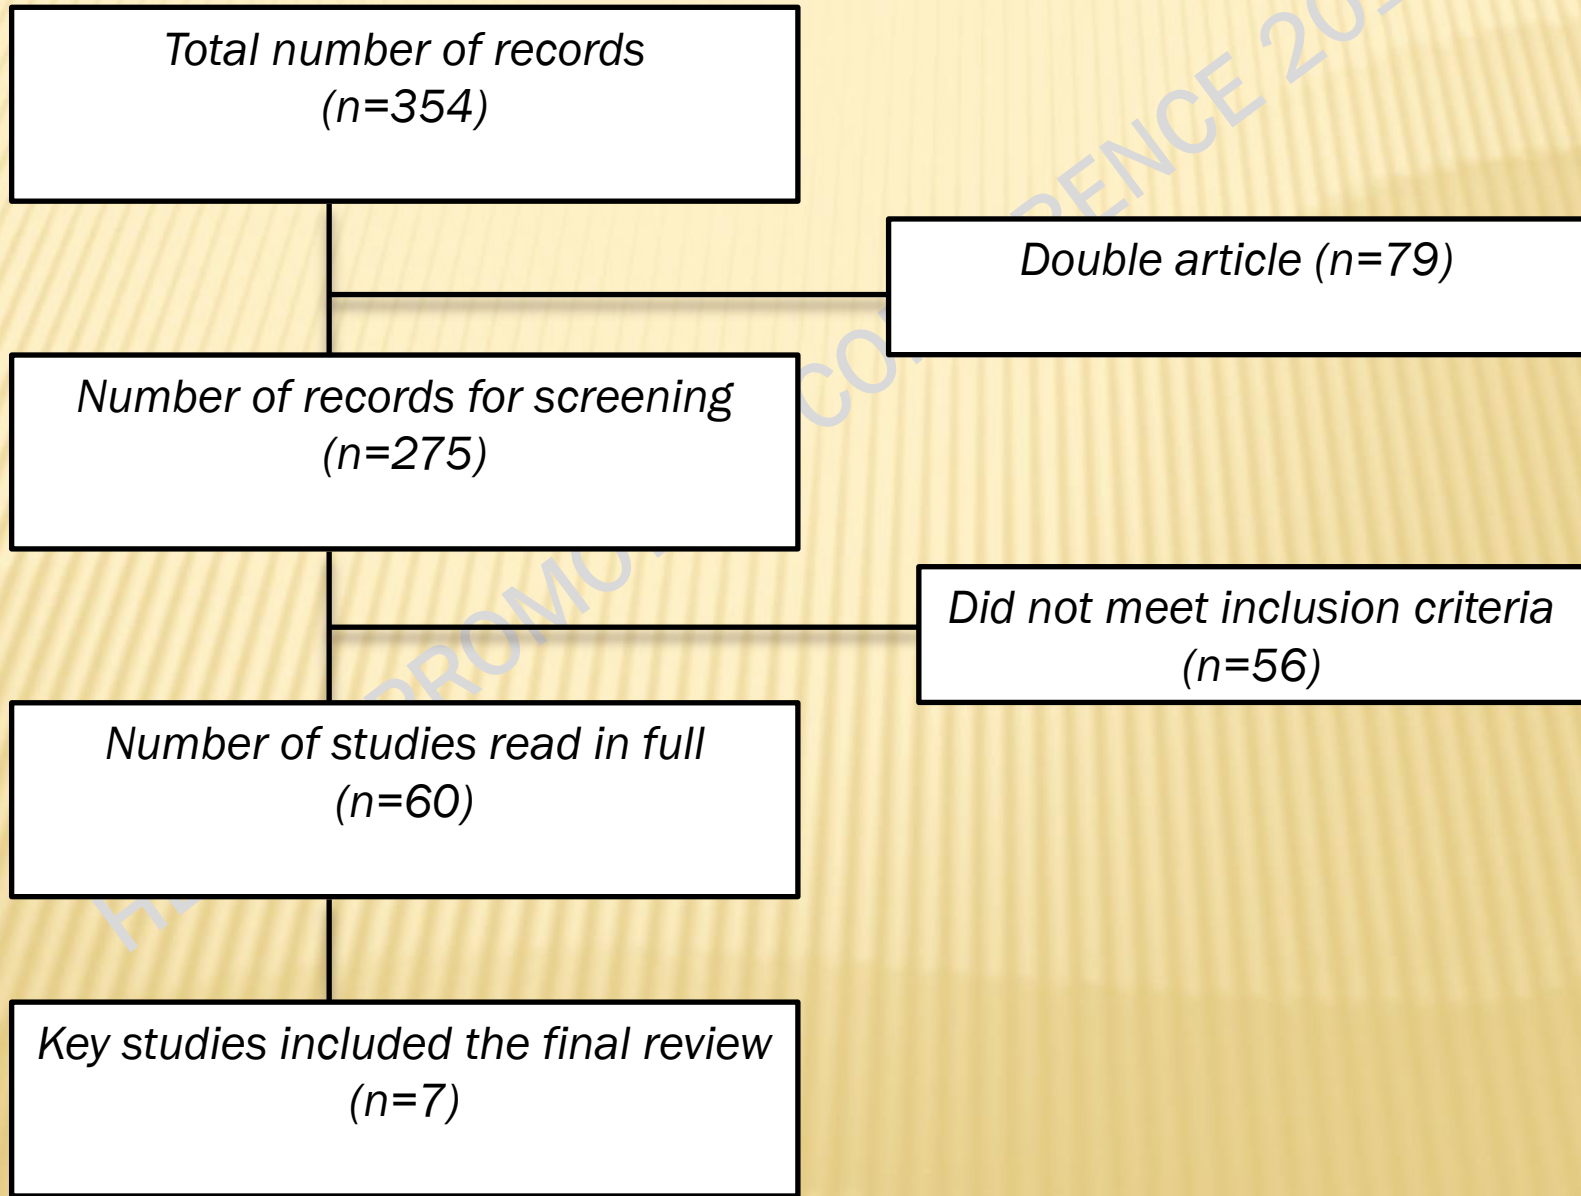 Total number of records
(n=354)
Double article (n=79)
Number of records for screening
(n=275)
Did not meet inclusion criteria
(n=56)
Number of studies read in full
(n=60)
Key studies included the final review
(n=7)